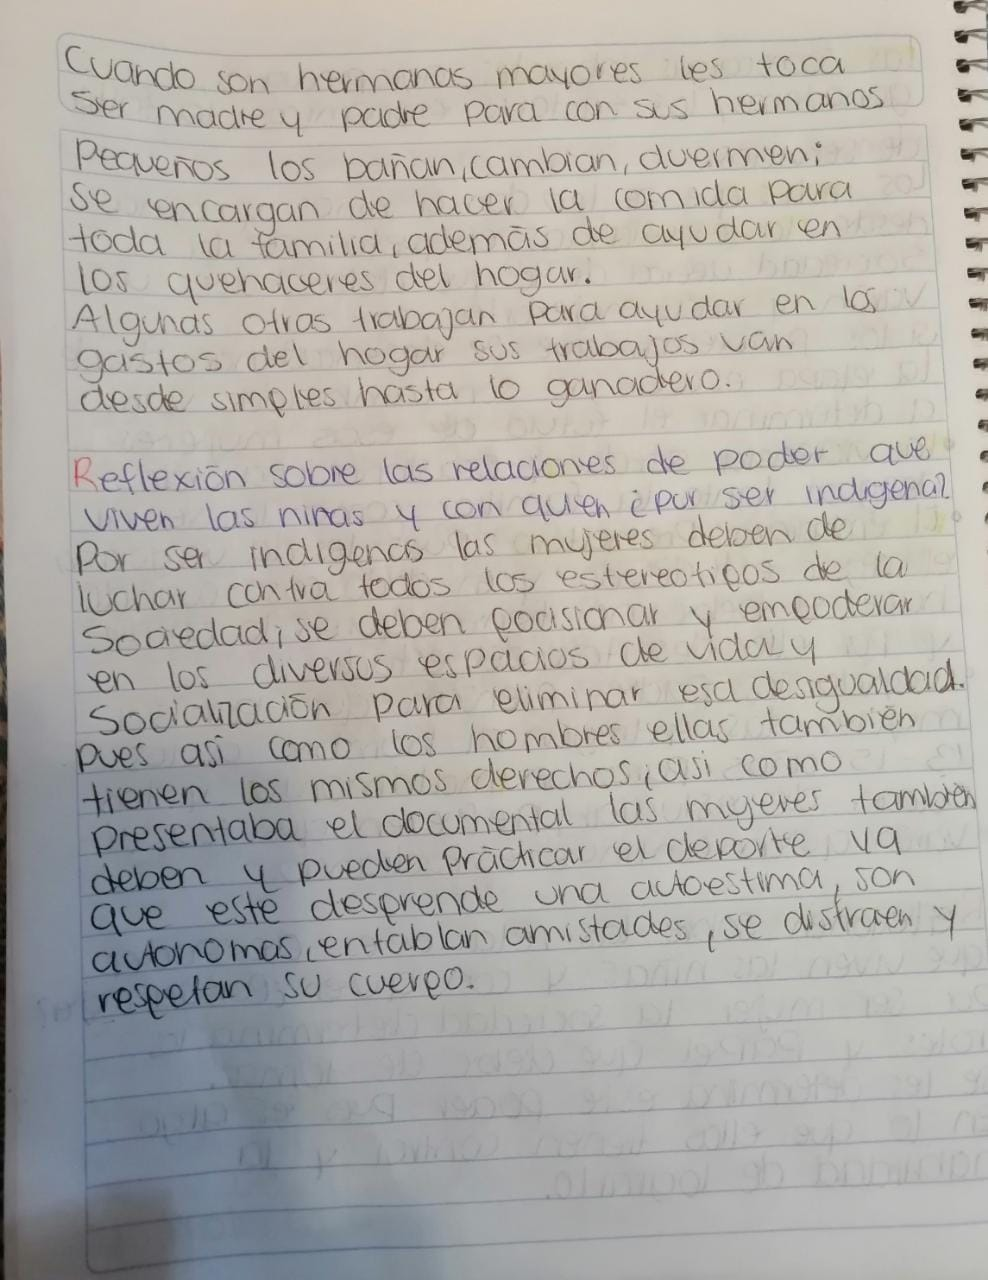 Cuando son hermanas mayores les toca
ser madre y padre para con sus hermanos
Pequeños los bañan, cambian, duermen;
se encargan de hacer la comida para
toda la familia, además de ayudar en
los quehaceres del hogar.
Algunas otras trabajan para ayudar en los
gastos del hogar sus trabajos van
desde simples hasta lo ganadero.
Reflexión sobre las relaciones de poder que
viven las niñas y con quien ¿por ser indigena?
Por ser indigenas las mujeres deben de
luchar contra todos los estereotipos de la
Sociedad; se deben pocisionar y empoderar
en los diversos espacios de vida y
Socialización para eliminar esa desigualdad.
pues asi como los hombres ellas también
tienen los mismos derechos, asi como
presentaba el documental las mujeres también
deben y pueden practicar el deporte ya
que este desprende una autoestima, son
autonomas, entablan amistades, se distraen y
respetan su cuerpo.